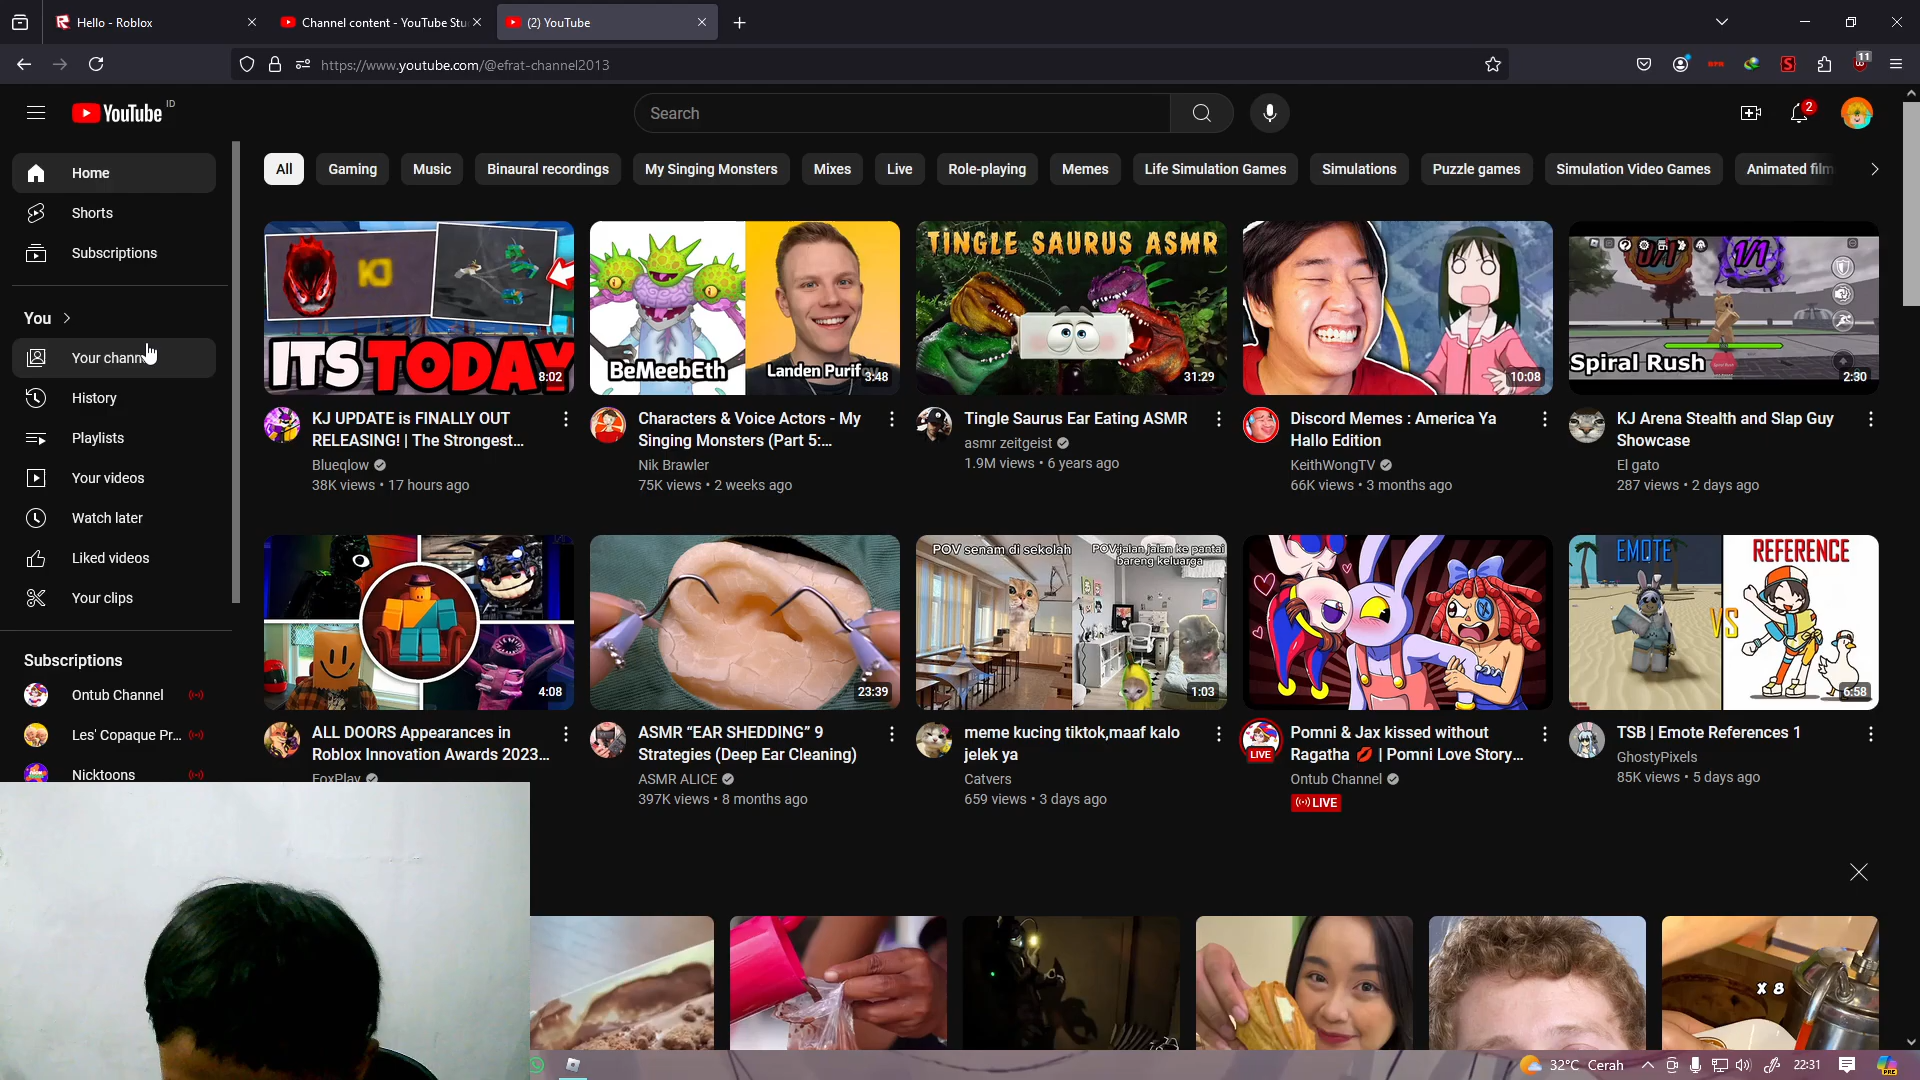 Hello - Roblox
Channel content - YouTube Stu
(2) YouTube
https://www.youtube.com/@efrat-channel2013
11
YouTube ID
Search
2
Home
Shorts
Subscriptions
You
Your chann
History
Playlists
Your videos
Watch later
Liked videos
Your clips
Subscriptions
Ontub Channel
Les' Copaque Pr...
Nicktoons
All
Gaming
Music
Binaural recordings
My Singing Monsters
Mixes
Live
Role-playing
Memes
Life Simulation Games
Simulations
Puzzle games
Simulation Video Games
Animated film
KJ
ITS TODAY
8:02
KJ UPDATE is FINALLY OUT
RELEASING! | The Strongest...
Blueqlow
38K views • 17 hours ago
BeMeebEth
Landen Purif
3:48
Characters & Voice Actors - My
Singing Monsters (Part 5:...
Nik Brawler
75K views • 2 weeks ago
TINGLE SAURUS ASMR
31:29
Tingle Saurus Ear Eating ASMR
asmr zeitgeist
1.9M views • 6 years ago
10:08
Discord Memes : America Ya
Hallo Edition
KeithWongTV
66K views • 3 months ago
0/1
1/1
Spiral Rush
2:30
KJ Arena Stealth and Slap Guy
Showcase
El gato
287 views • 2 days ago
4:08
ALL DOORS Appearances in
Roblox Innovation Awards 2023...
FoxPlay
23:39
ASMR “EAR SHEDDING” 9
Strategies (Deep Ear Cleaning)
ASMR ALICE
397K views • 8 months ago
POV senam di sekolah
POV:jalan jalan ke pantai
bareng keluarga
1:03
meme kucing tiktok,maaf kalo
jelek ya
Catvers
659 views • 3 days ago
LIVE
Pomni & Jax kissed without
Ragatha 💋 | Pomni Love Story...
Ontub Channel
LIVE
EMOTE
REFERENCE
VS
6:58
TSB | Emote References 1
GhostyPixels
85K views • 5 days ago
X 8
32°C Cerah
22:31
PRE